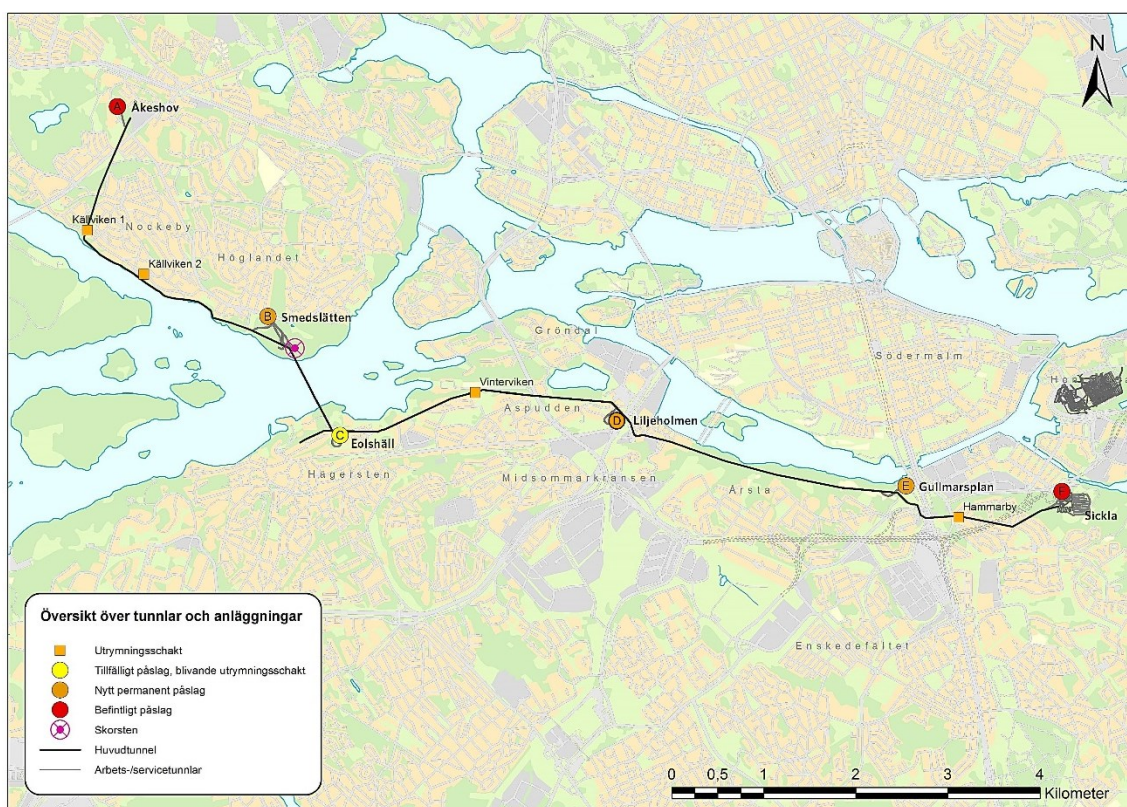 N
A
Åkeshov
Källviken 1
Nockeby
Källviken 2
Höglandet
B
Smedslätten
Gröndal
Södermalm
Vinterviken
Aspudden
D
Liljeholmen
C
Eolshäll
Hägersten
Midsommarkransen
Årsta
E
Gullmarsplan
F
Sickla
Hammarby
Enskedefältet
Översikt över tunnlar och anläggningar
Utrymningsschakt
Tillfälligt påslag, blivande utrymningsschakt
Nytt permanent påslag
Befintligt påslag
Skorsten
Huvudtunnel
Arbets-/servicetunnlar
0 0,5 1 2 3 4
Kilometer